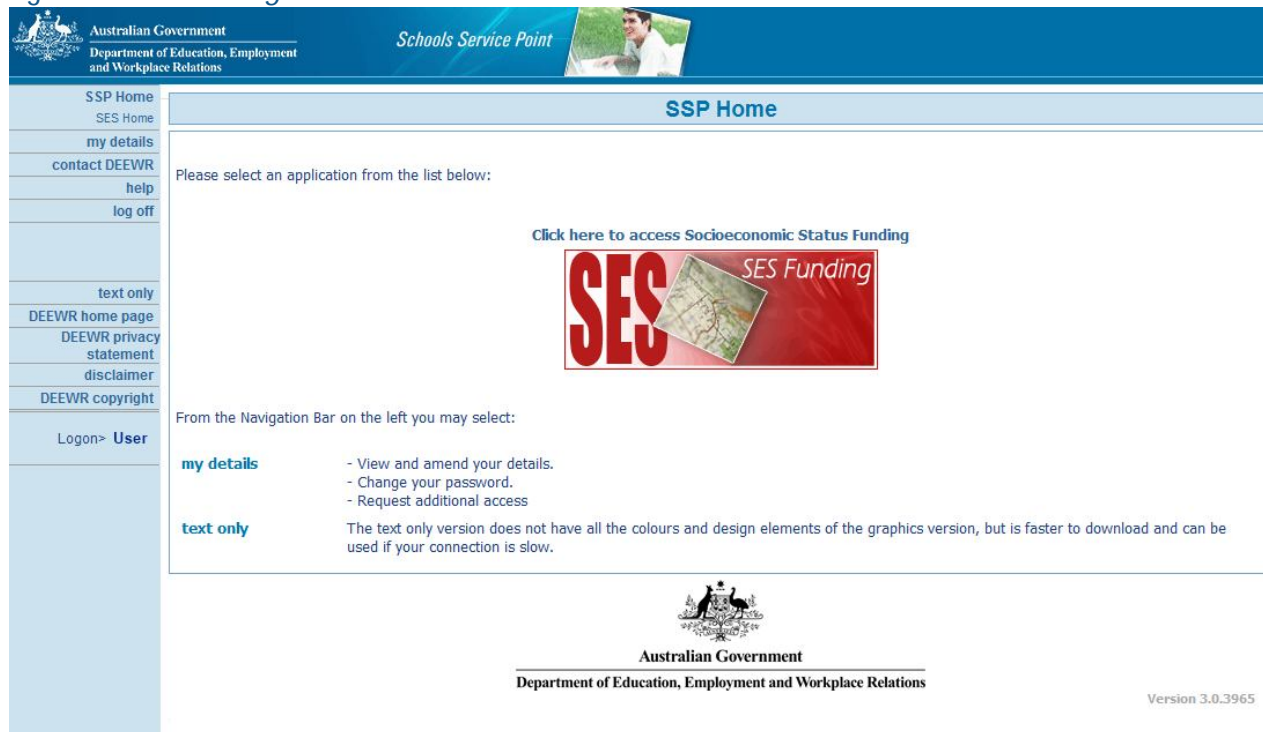 Australian Government
Department of Education, Employment
and Workplace Relations
Schools Service Point
SSP Home
SES Home
my details
contact DEEWR
help
log off
text only
DEEWR home page
DEEWR privacy
statement
disclaimer
DEEWR copyright
Logon> User
SSP Home
Please select an application from the list below:
Click here to access Socioeconomic Status Funding
SES
SES Funding
From the Navigation Bar on the left you may select:
my details - View and amend your details.
- Change your password.
- Request additional access
text only The text only version does not have all the colours and design elements of the graphics version, but is faster to download and can be
used if your connection is slow.
Australian Government
Department of Education, Employment and Workplace Relations
Version 3.0.3965